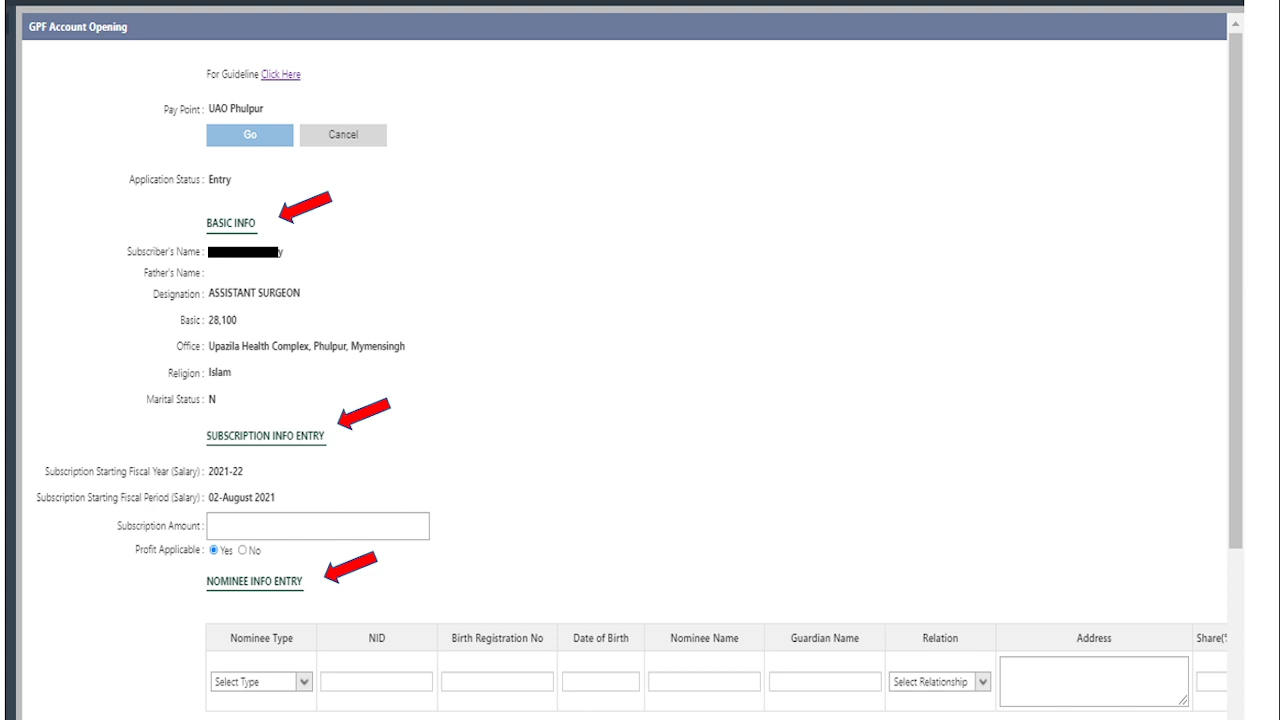 GPF Account Opening
For Guideline Click Here
Pay Point : UAO Phulpur
Go Cancel
Application Status : Entry
BASIC INFO
Subscriber's Name : y
Father's Name :
Designation : ASSISTANT SURGEON
Basic : 28,100
Office : Upazila Health Complex, Phulpur, Mymensingh
Religion : Islam
Marital Status : N
SUBSCRIPTION INFO ENTRY
Subscription Starting Fiscal Year (Salary) : 2021-22
Subscription Starting Fiscal Period (Salary) : 02-August 2021
Subscription Amount :
Profit Applicable : Yes No
NOMINEE INFO ENTRY
Nominee Type NID Birth Registration No Date of Birth Nominee Name Guardian Name Relation Address Share(%
Select Type Select Relationship